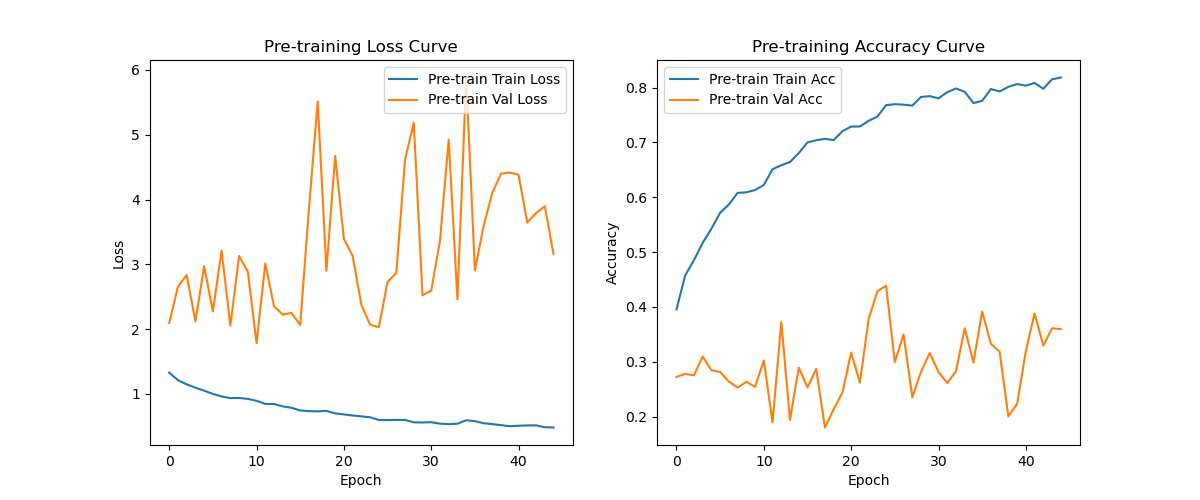 Pre-training Loss Curve
Pre-train Train Loss
Pre-train Val Loss
6
5
4
3
2
1
Loss
0
10
20
30
40
Epoch
Pre-training Accuracy Curve
Pre-train Train Acc
Pre-train Val Acc
0.8
0.7
0.6
0.5
0.4
0.3
0.2
Accuracy
0
10
20
30
40
Epoch